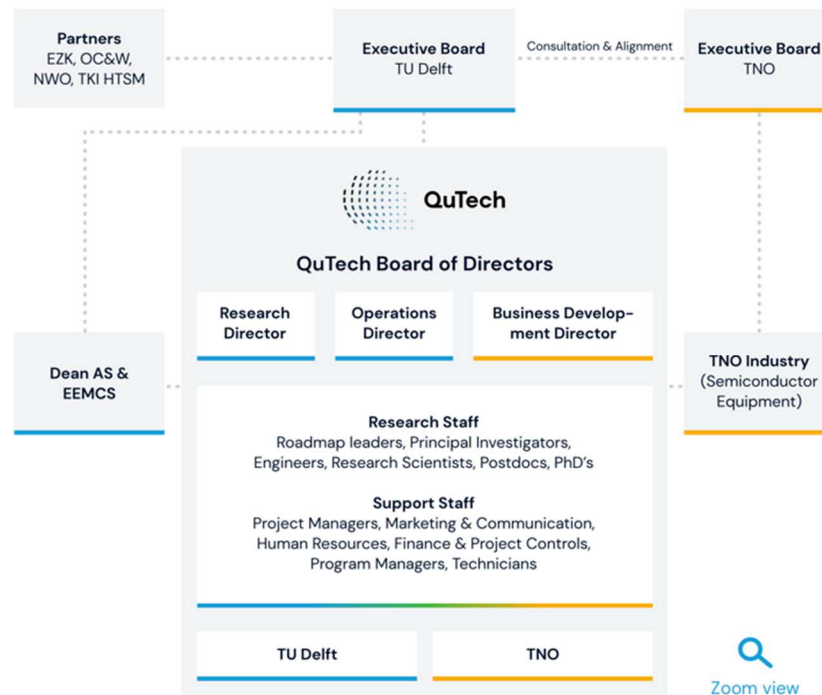 Partners
EZK, OC&W,
NWO, TKI HTSM
Executive Board
TU Delft
Consultation & Alignment
Executive Board
TNO
QuTech
QuTech Board of Directors
Research
Director
Operations
Director
Business Develop-
ment Director
Dean AS &
EEMCS
TNO Industry
(Semiconductor
Equipment)
Research Staff
Roadmap leaders, Principal Investigators,
Engineers, Research Scientists, Postdocs, PhD's
Support Staff
Project Managers, Marketing & Communication,
Human Resources, Finance & Project Controls,
Program Managers, Technicians
TU Delft
TNO
Zoom view